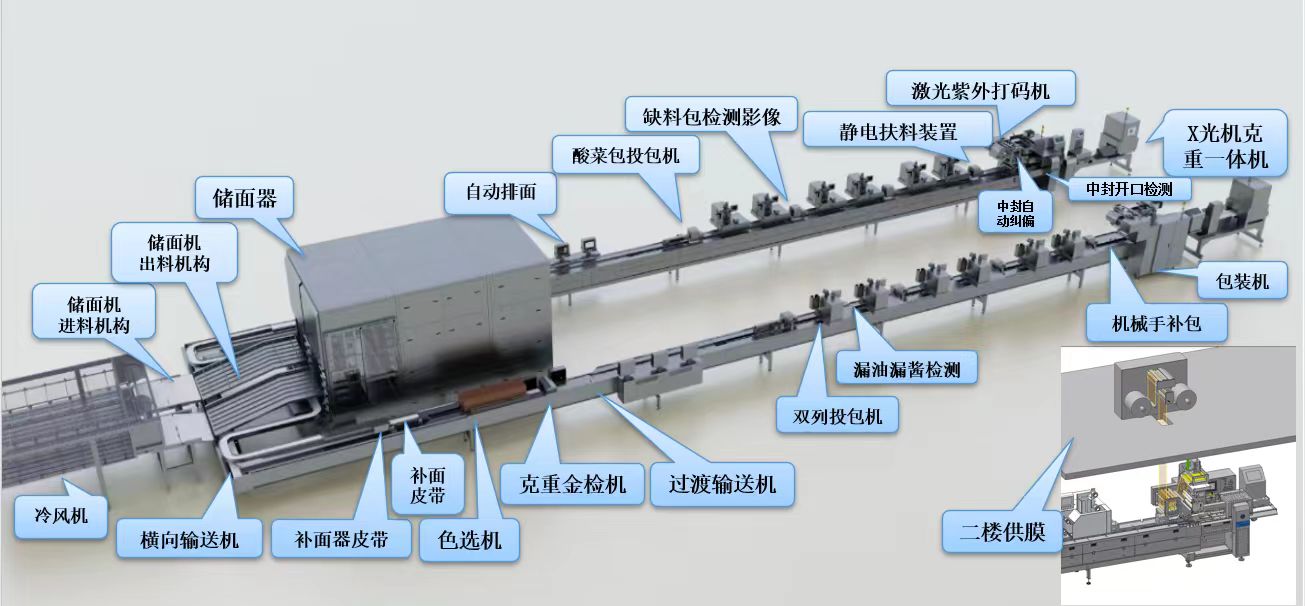 激光紫外打码机
缺料包检测影像
静电扶料装置
X光机克
重一体机
酸菜包投包机
自动排面
中封开口检测
储面器
中封自
动纠偏
储面机
出料机构
包装机
储面机
进料机构
机械手补包
漏油漏酱检测
双列投包机
补面
皮带
克重金检机
过渡输送机
冷风机
横向输送机
补面器皮带
色选机
二楼供膜